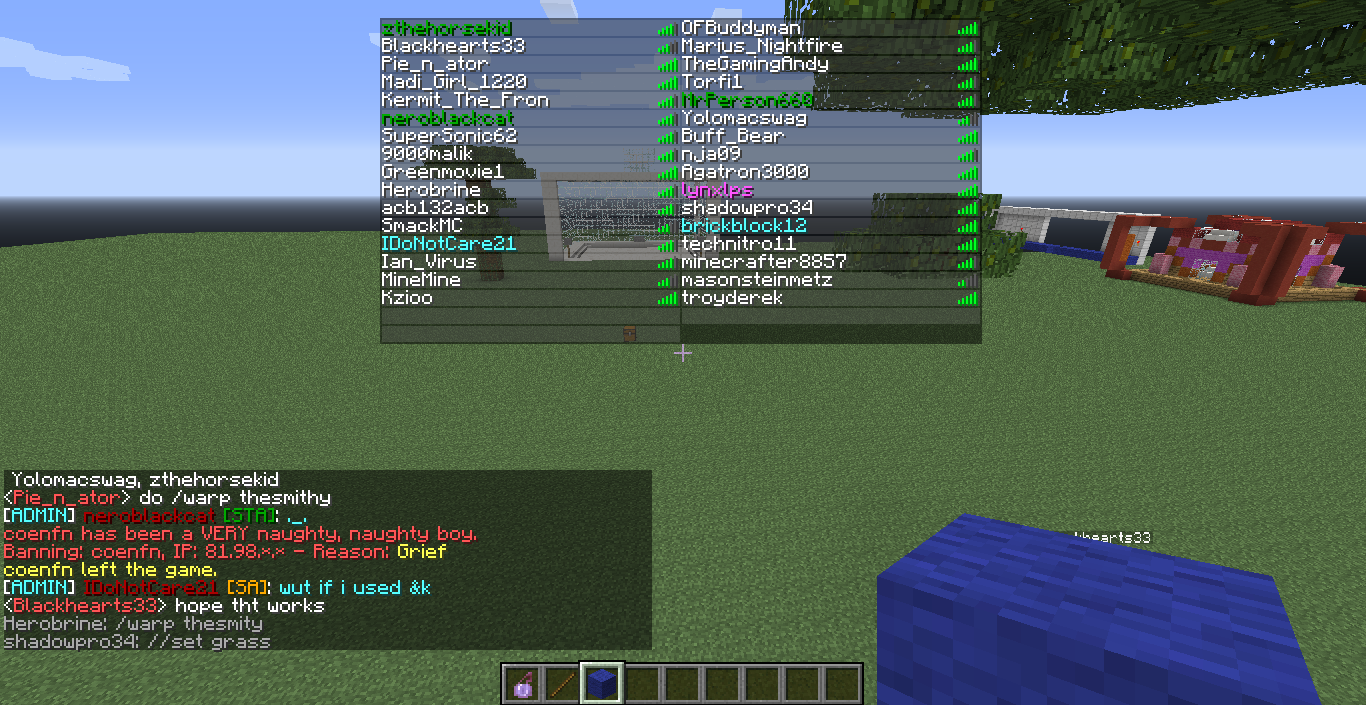 zthehorsekid OFBuddyman
Blackhearts33 Marius_Nightfire
Pie_n_ator TheGamingAndy
Madi_Girl_1220 Torfi1
Kermit_The_Fron MrPerson660
neroblackcat Yolomacswag
SuperSonic62 Buff_Bear
9000malik nja09
Greenmovie1 Agatron3000
Herobrine lynxlps
acb132acb shadowpro34
SmackMC brickblock12
IDoNotCare21 technitro11
Ian_Virus minecrafter8857
MineMine masonsteinmetz
Kzioo troyderek
Yolomacswag, zthehorsekid
<Pie_n_ator> do /warp thesmithy
[ADMIN] neroblackcat [STA]: ._.
coenfn has been a VERY naughty, naughty boy.
Banning: coenfn, IP: 81.98.*.* - Reason: Grief
coenfn left the game.
[ADMIN] IDoNotCare21 [SA]: wut if i used &k
<Blackhearts33> hope tht works
Herobrine: /warp thesmity
shadowpro34: //set grass
khearts33